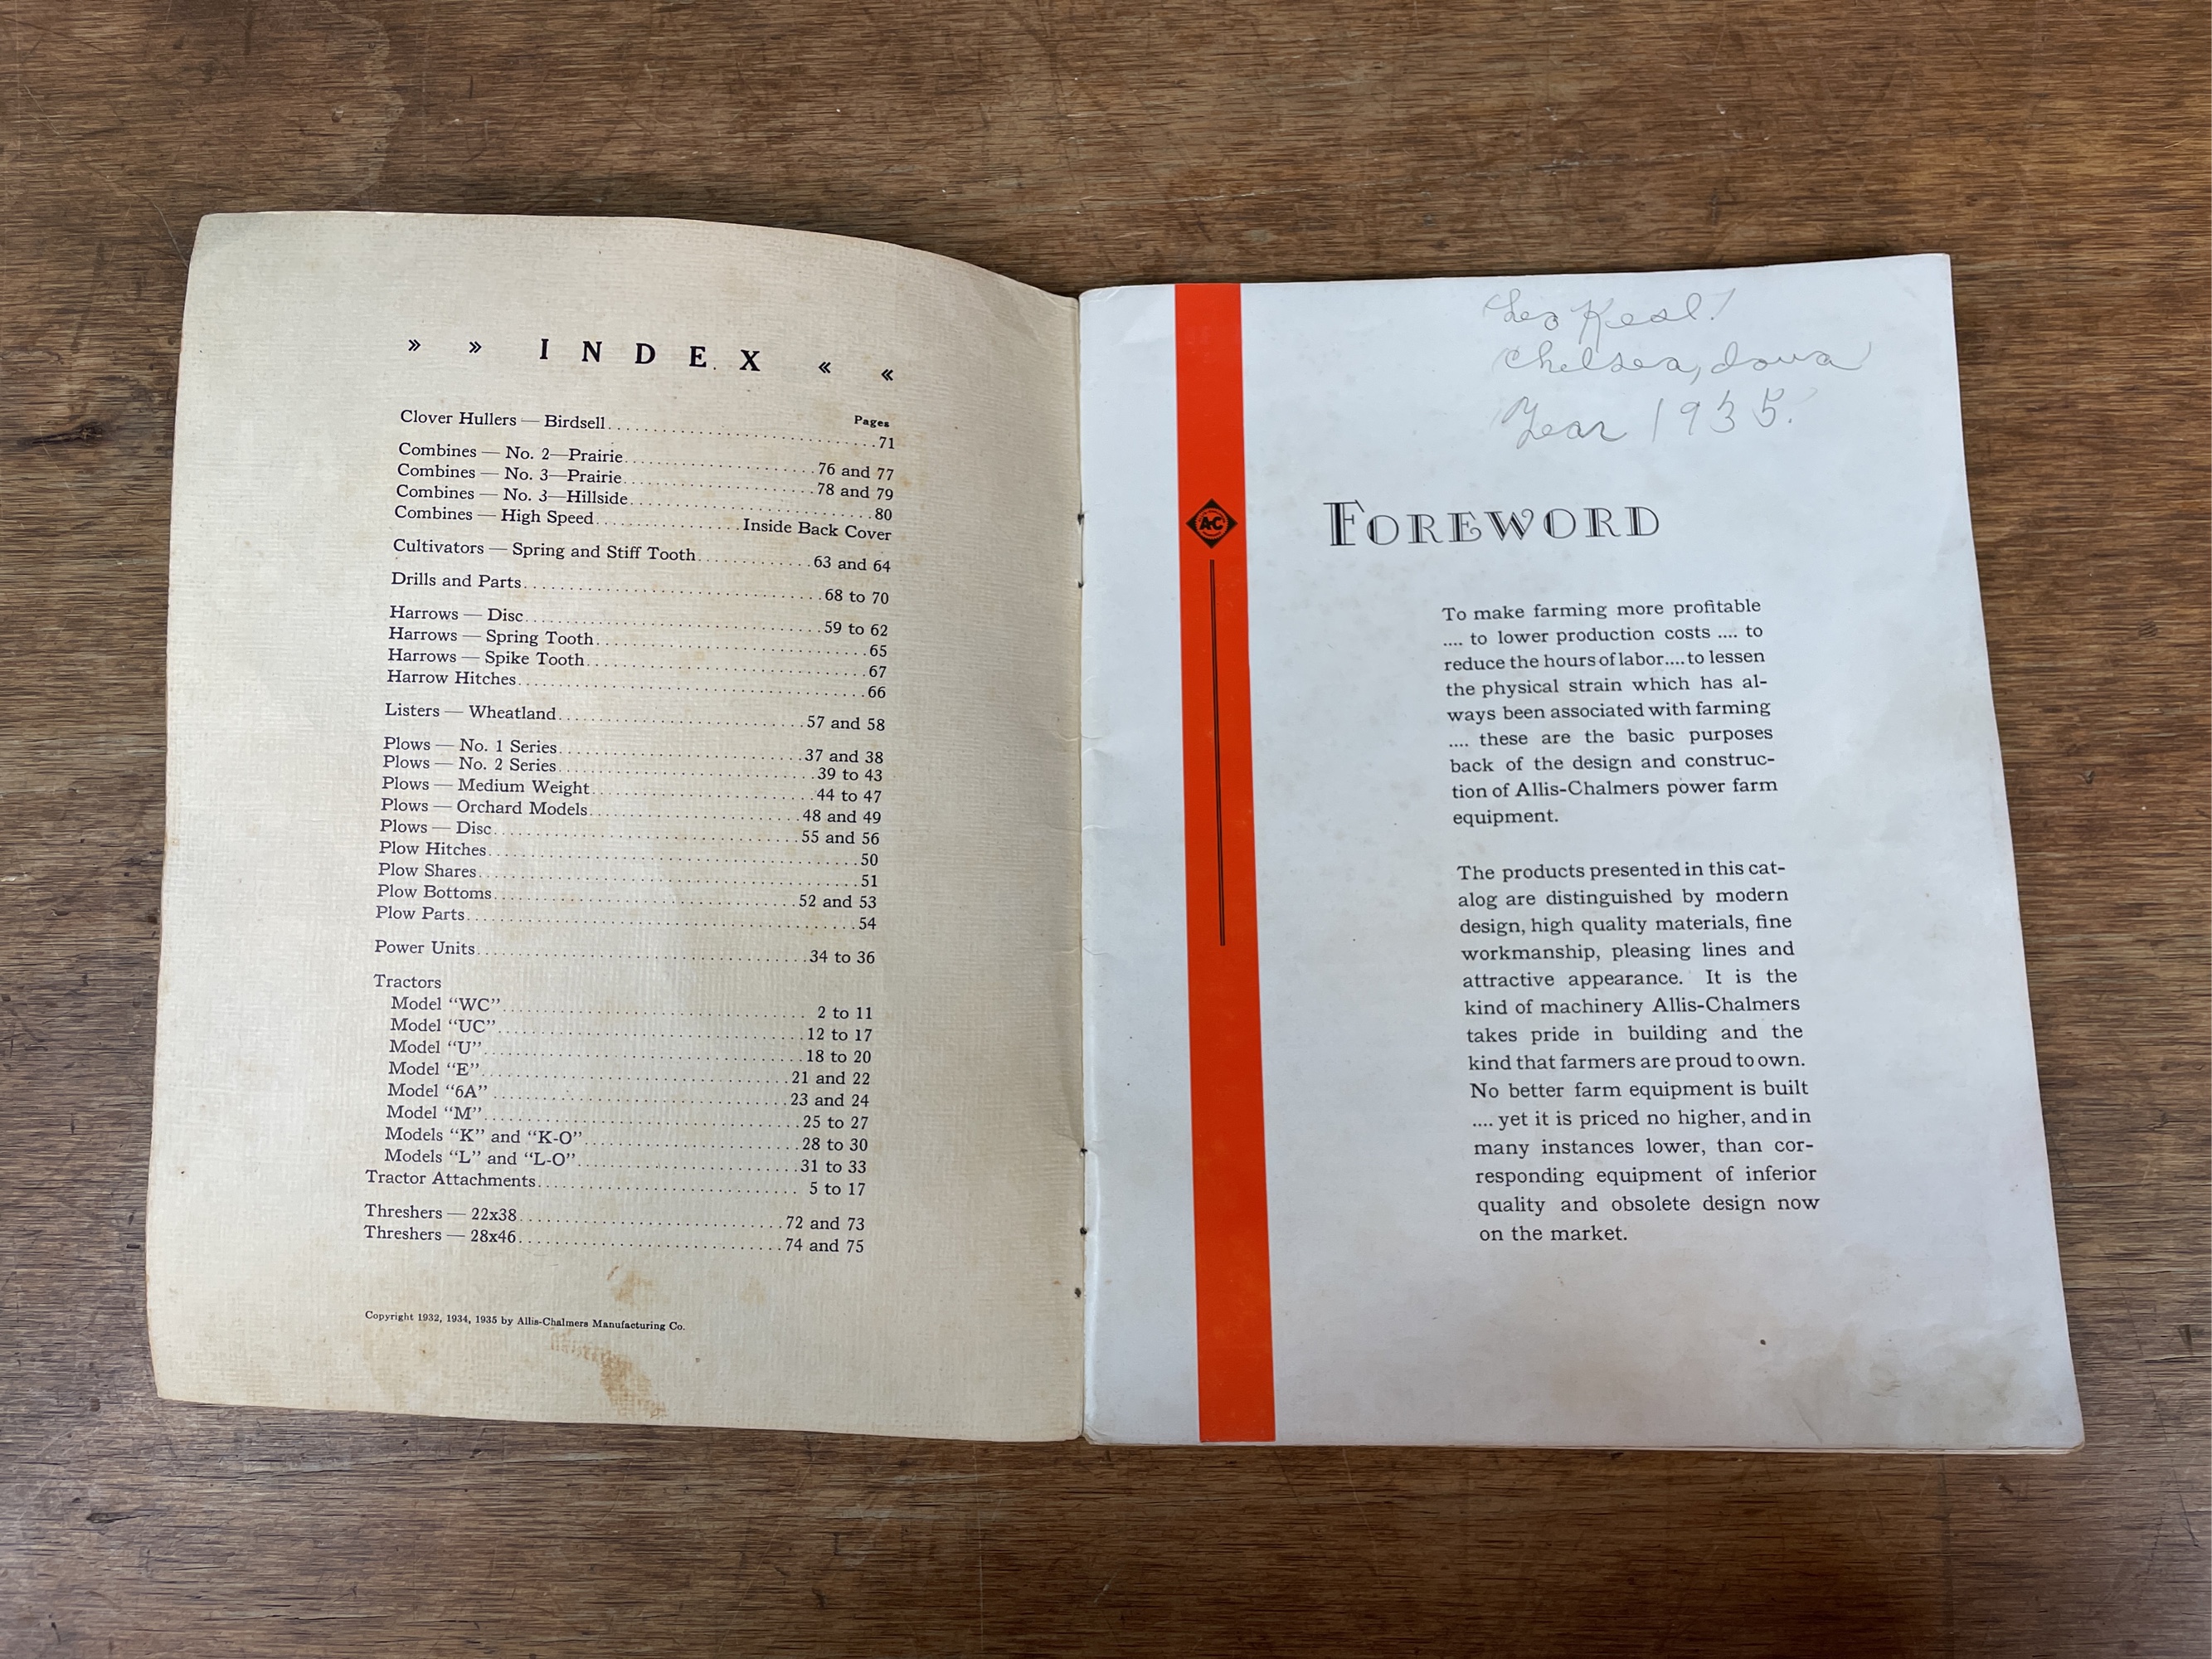 » » INDEX « «
Pages
Clover Hullers — Birdsell ........ 71
Combines — No. 2—Prairie ........ 76 and 77
Combines — No. 3—Prairie ........ 78 and 79
Combines — No. 3—Hillside ........ 80
Combines — High Speed ........ Inside Back Cover
Cultivators — Spring and Stiff Tooth ........ 63 and 64
Drills and Parts ........ 68 to 70
Harrows — Disc ........ 59 to 62
Harrows — Spring Tooth ........ 65
Harrows — Spike Tooth ........ 67
Harrow Hitches ........ 66
Listers — Wheatland ........ 57 and 58
Plows — No. 1 Series ........ 37 and 38
Plows — No. 2 Series ........ 39 to 43
Plows — Medium Weight ........ 44 to 47
Plows — Orchard Models ........ 48 and 49
Plows — Disc ........ 55 and 56
Plow Hitches ........ 50
Plow Shares ........ 51
Plow Bottoms ........ 52 and 53
Plow Parts ........ 54
Power Units ........ 34 to 36
Tractors
Model “WC” ........ 2 to 11
Model “UC” ........ 12 to 17
Model “U” ........ 18 to 20
Model “E” ........ 21 and 22
Model “6A” ........ 23 and 24
Model “M” ........ 25 to 27
Models “K” and “K-O” ........ 28 to 30
Models “L” and “L-O” ........ 31 to 33
Tractor Attachments ........ 5 to 17
Threshers — 22x38 ........ 72 and 73
Threshers — 28x46 ........ 74 and 75
Copyright 1932, 1934, 1935 by Allis-Chalmers Manufacturing Co.
Chelsea, Iowa
Year 1935.
A-C
FOREWORD
To make farming more profitable
.... to lower production costs .... to
reduce the hours of labor.... to lessen
the physical strain which has al-
ways been associated with farming
.... these are the basic purposes
back of the design and construc-
tion of Allis-Chalmers power farm
equipment.
The products presented in this cat-
alog are distinguished by modern
design, high quality materials, fine
workmanship, pleasing lines and
attractive appearance. It is the
kind of machinery Allis-Chalmers
takes pride in building and the
kind that farmers are proud to own.
No better farm equipment is built
.... yet it is priced no higher, and in
many instances lower, than cor-
responding equipment of inferior
quality and obsolete design now
on the market.